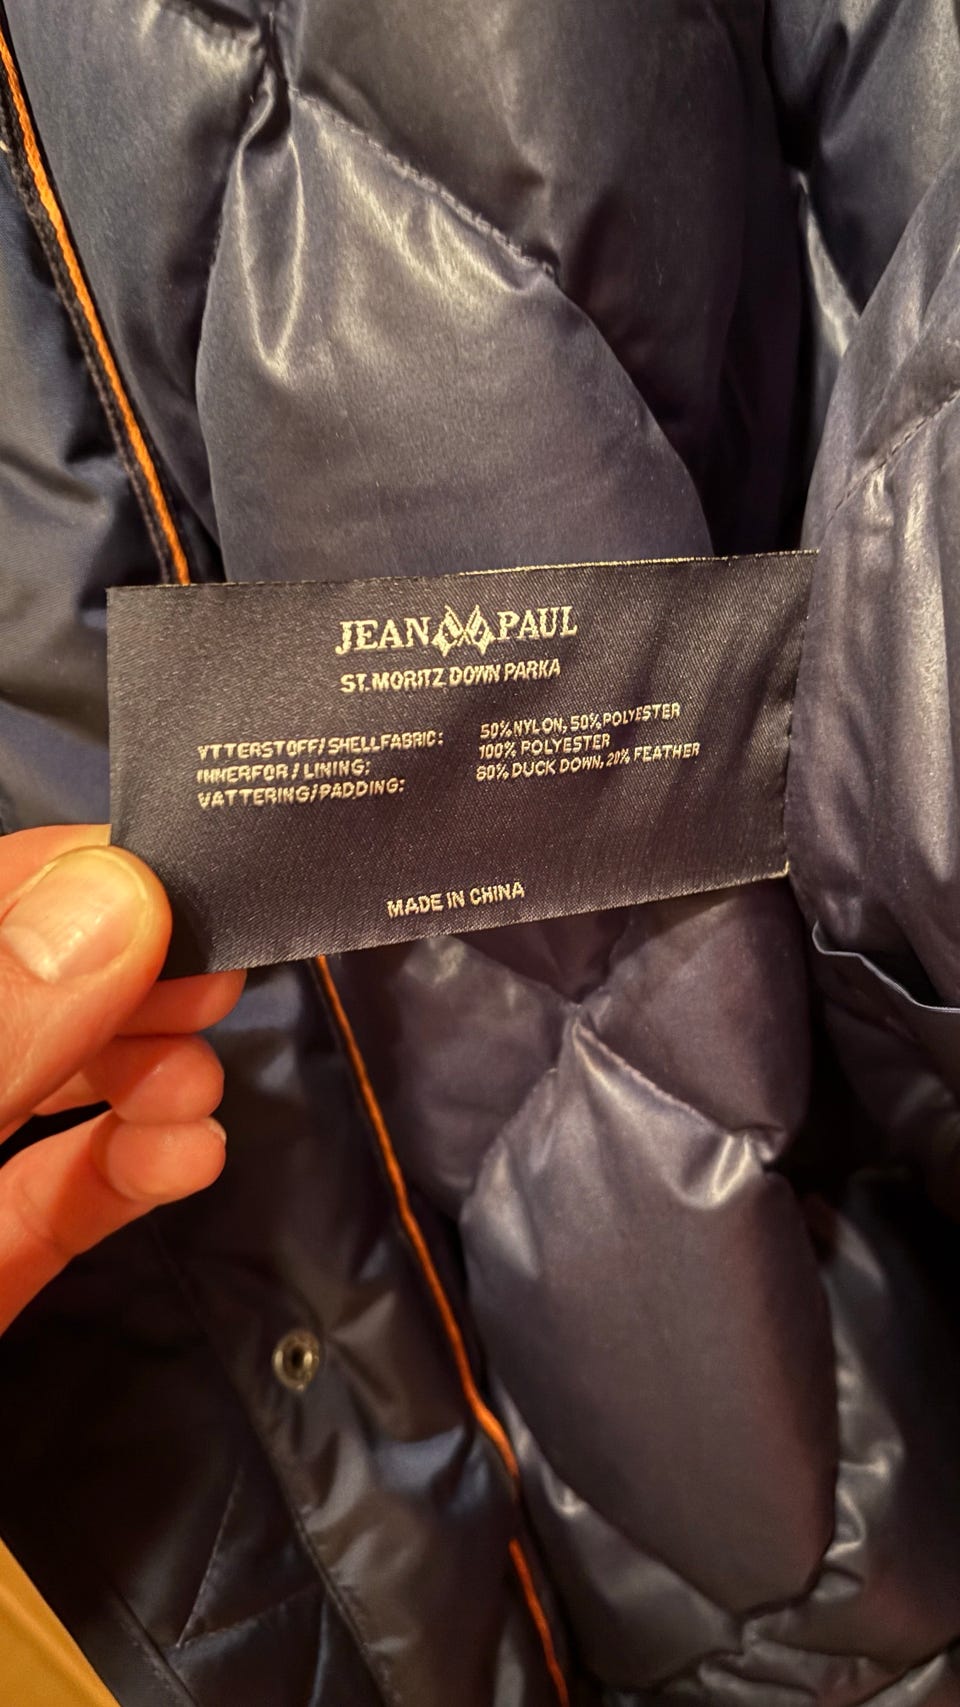 JEAN PAUL
ST. MORITZ DOWN PARKA
YTTERSTOFF/SHELLFABRIC: 50% NYLON, 50% POLYESTER
INNERFOR/LINING: 100% POLYESTER
VATTERING/PADDING: 80% DUCK DOWN, 20% FEATHER
MADE IN CHINA